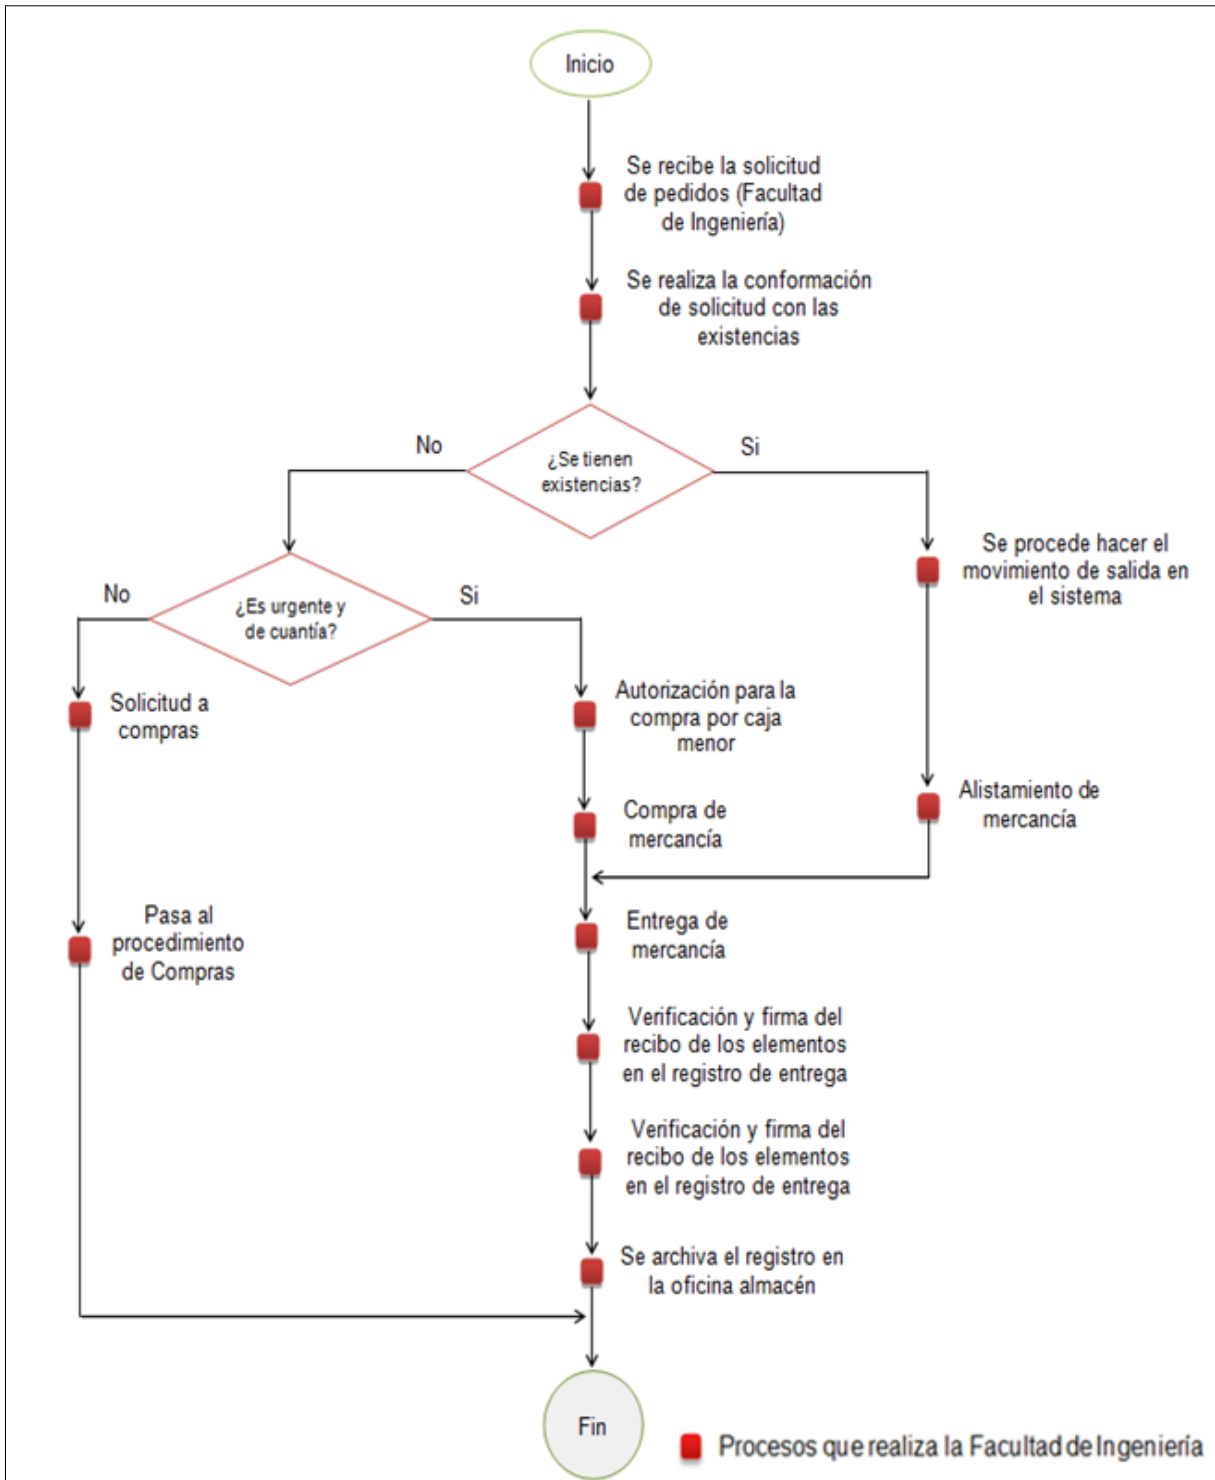 Inicio
Se recibe la solicitud
de pedidos (Facultad
de Ingeniería)
Se realiza la conformación
de solicitud con las
existencias
No
¿Se tienen
existencias?
Si
Se procede hacer el
movimiento de salida en
el sistema
No
¿Es urgente y
de cuantía?
Si
Solicitud a
compras
Autorización para la
compra por caja
menor
Alistamiento de
mercancía
Compra de
mercancía
Pasa al
procedimiento
de Compras
Entrega de
mercancía
Verificación y firma del
recibo de los elementos
en el registro de entrega
Verificación y firma del
recibo de los elementos
en el registro de entrega
Se archiva el registro en
la oficina almacén
Fin
Procesos que realiza la Facultad de Ingeniería